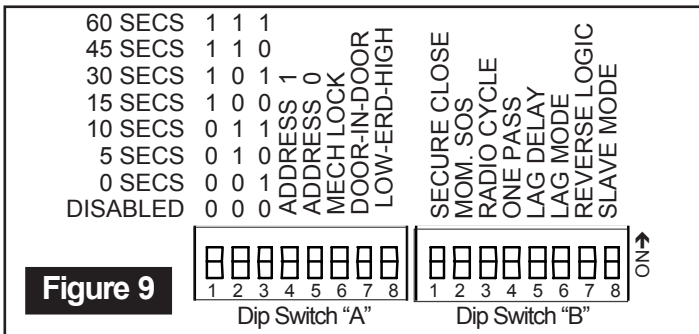 60 SECS 1 1 1
45 SECS 1 1 0
30 SECS 1 0 1
15 SECS 1 0 0
10 SECS 0 1 1
5 SECS 0 1 0
0 SECS 0 0 1
DISABLED 0 0 0
ADDRESS 1
ADDRESS 0
MECH LOCK
DOOR-IN-DOOR
LOW-ERD-HIGH
SECURE CLOSE
MOM. SOS
RADIO CYCLE
ONE PASS
LAG DELAY
LAG MODE
REVERSE LOGIC
SLAVE MODE
ON→
1 2 3 4 5 6 7 8
1 2 3 4 5 6 7 8
Dip Switch “A”
Dip Switch “B”
Figure 9